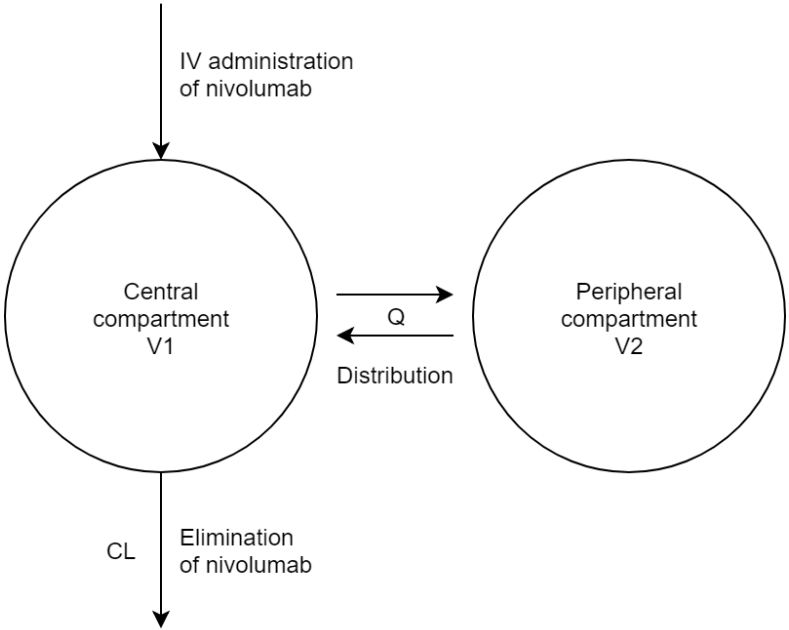 IV administration
of nivolumab
Central
compartment
V1
Q
Distribution
Peripheral
compartment
V2
CL
Elimination
of nivolumab